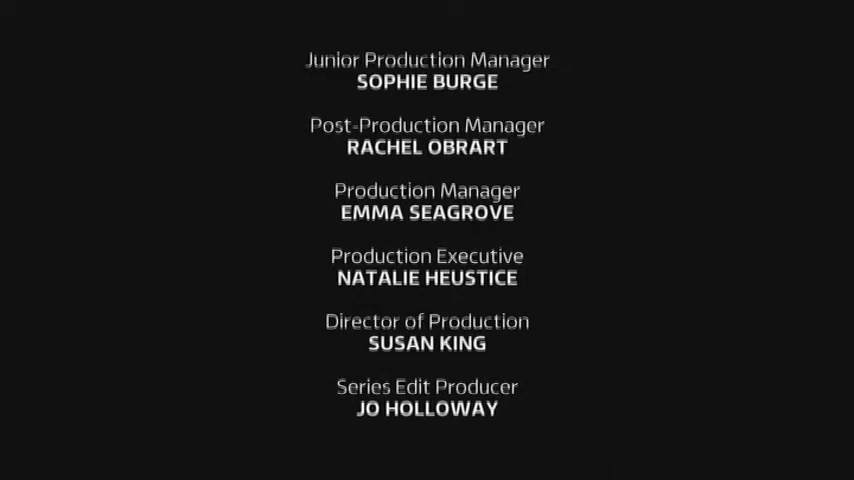 Junior Production Manager
SOPHIE BURGE
Post-Production Manager
RACHEL OBRART
Production Manager
EMMA SEAGROVE
Production Executive
NATALIE HEUSTICE
Director of Production
SUSAN KING
Series Edit Producer
JO HOLLOWAY